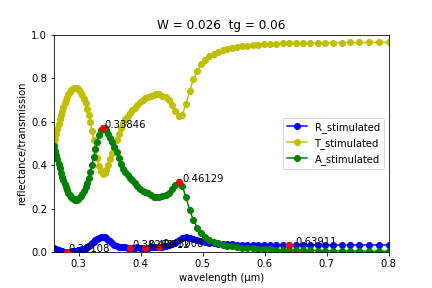 W = 0.026  tg = 0.06
1.0
0.8
0.6
0.4
0.2
0.0
reflectance/transmission
0.33846
0.46129
0.63911
R_stimulated
T_stimulated
A_stimulated
0.3
0.4
0.5
0.6
0.7
0.8
wavelength (μm)